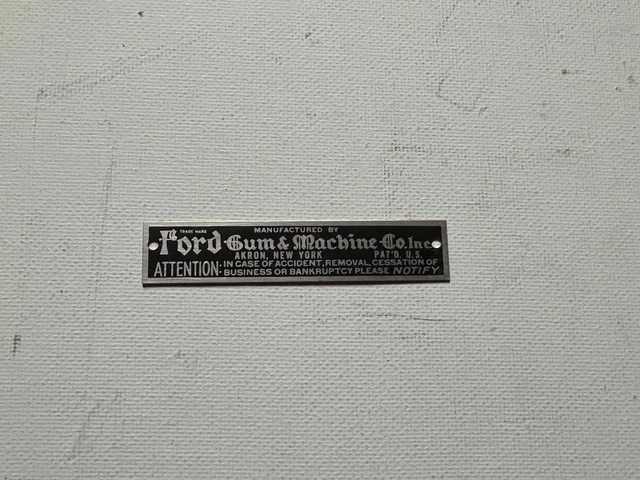 TRADE MARK MANUFACTURED BY
Ford Gum & Machine Co. Inc.
AKRON, NEW YORK PAT'D. U.S.
ATTENTION: IN CASE OF ACCIDENT, REMOVAL, CESSATION OF
BUSINESS OR BANKRUPTCY PLEASE NOTIFY